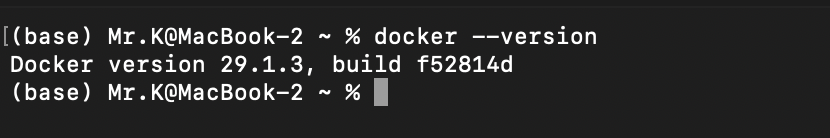 [(base) Mr.K@MacBook-2 ~ % docker --version
Docker version 29.1.3, build f52814d
(base) Mr.K@MacBook-2 ~ %